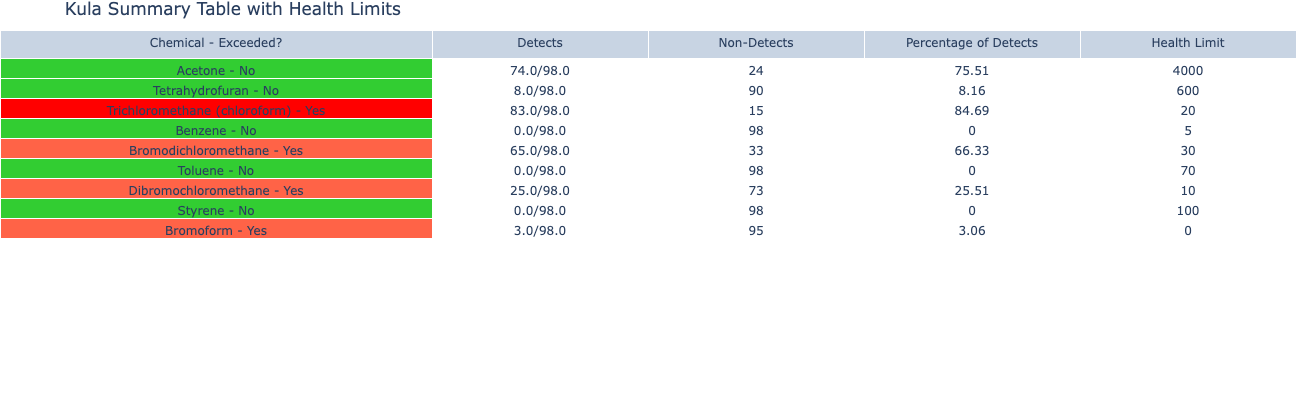 Kula Summary Table with Health Limits
Chemical - Exceeded? Detects Non-Detects Percentage of Detects Health Limit
Acetone - No 74.0/98.0 24 75.51 4000
Tetrahydrofuran - No 8.0/98.0 90 8.16 600
Trichloromethane (chloroform) - Yes 83.0/98.0 15 84.69 20
Benzene - No 0.0/98.0 98 0 5
Bromodichloromethane - Yes 65.0/98.0 33 66.33 30
Toluene - No 0.0/98.0 98 0 70
Dibromochloromethane - Yes 25.0/98.0 73 25.51 10
Styrene - No 0.0/98.0 98 0 100
Bromoform - Yes 3.0/98.0 95 3.06 0